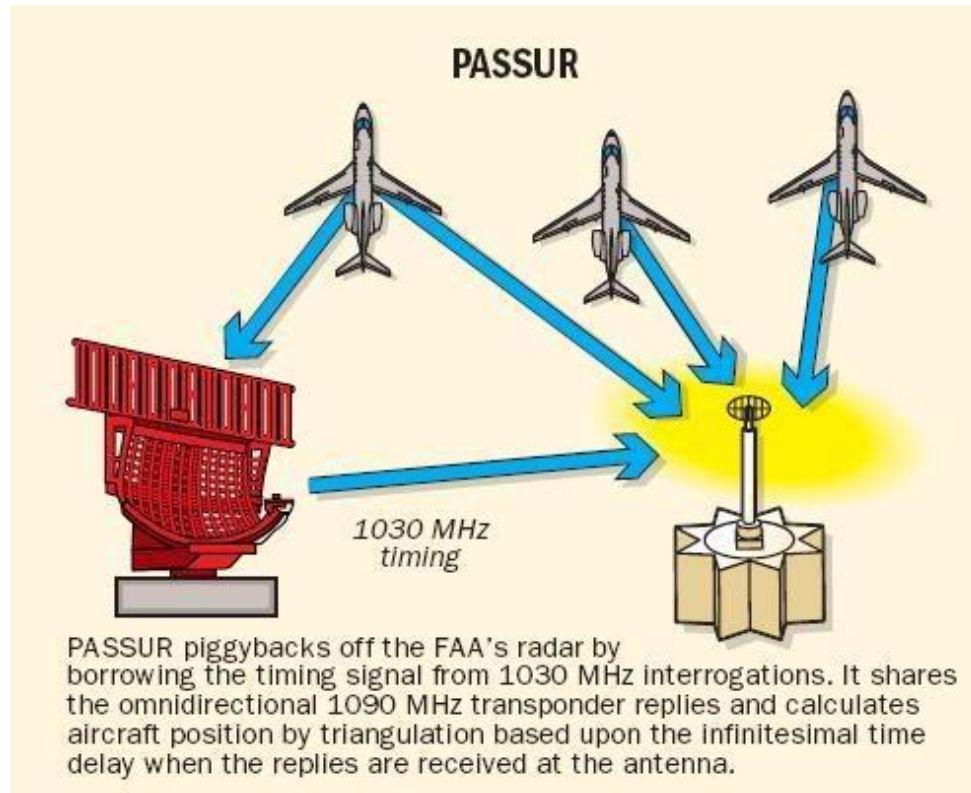 PASSUR
1030 MHz
timing
PASSUR piggybacks off the FAA's radar by
borrowing the timing signal from 1030 MHz interrogations. It shares
the omnidirectional 1090 MHz transponder replies and calculates
aircraft position by triangulation based upon the infinitesimal time
delay when the replies are received at the antenna.